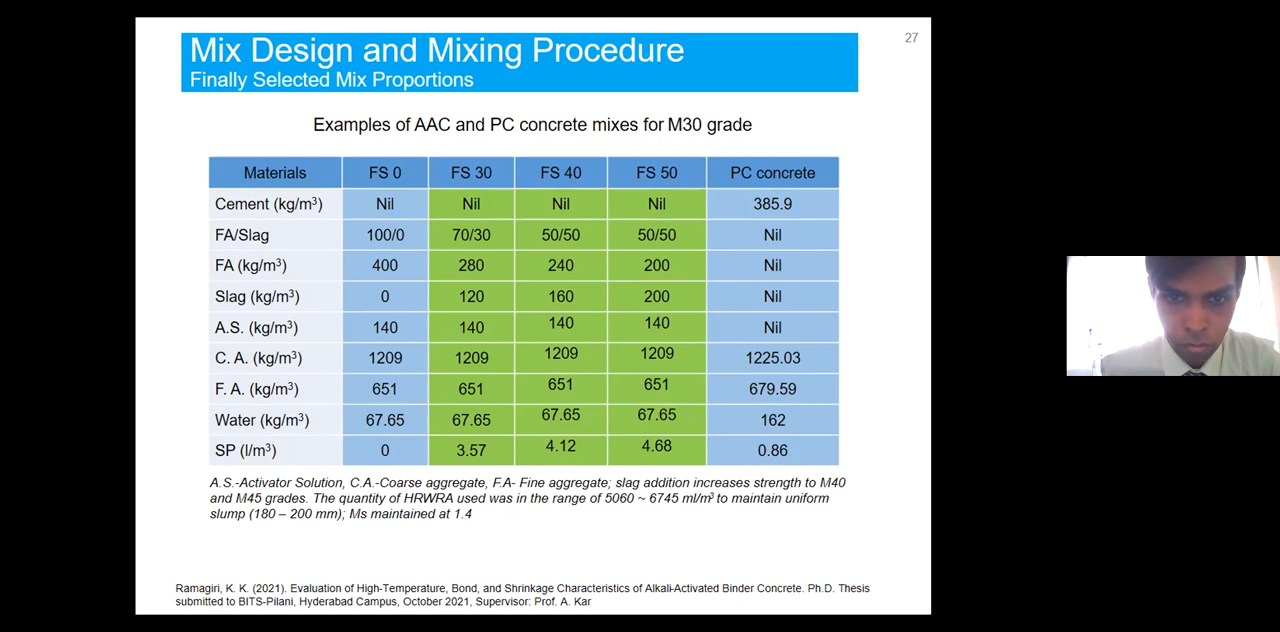 27
Mix Design and Mixing Procedure
Finally Selected Mix Proportions
Examples of AAC and PC concrete mixes for M30 grade
Materials FS 0 FS 30 FS 40 FS 50 PC concrete
Cement (kg/m³) Nil Nil Nil Nil 385.9
FA/Slag 100/0 70/30 50/50 50/50 Nil
FA (kg/m³) 400 280 240 200 Nil
Slag (kg/m³) 0 120 160 200 Nil
A.S. (kg/m³) 140 140 140 140 Nil
C. A. (kg/m³) 1209 1209 1209 1209 1225.03
F. A. (kg/m³) 651 651 651 651 679.59
Water (kg/m³) 67.65 67.65 67.65 67.65 162
SP (l/m³) 0 3.57 4.12 4.68 0.86
A.S.-Activator Solution, C.A.-Coarse aggregate, F.A- Fine aggregate; slag addition increases strength to M40
and M45 grades. The quantity of HRWRA used was in the range of 5060 ~ 6745 ml/m³ to maintain uniform
slump (180 – 200 mm); Ms maintained at 1.4
Ramagiri, K. K. (2021). Evaluation of High-Temperature, Bond, and Shrinkage Characteristics of Alkali-Activated Binder Concrete. Ph.D. Thesis
submitted to BITS-Pilani, Hyderabad Campus, October 2021, Supervisor: Prof. A. Kar